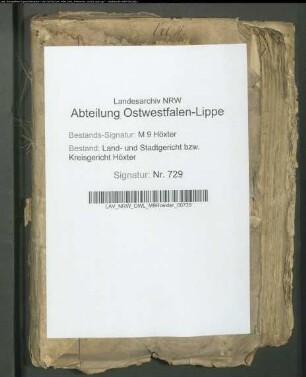 Landesarchiv NRW
Abteilung Ostwestfalen-Lippe
Bestands-Signatur: M 9 Höxter
Bestand: Land- und Stadtgericht bzw.
Kreisgericht Höxter
Signatur: Nr. 729